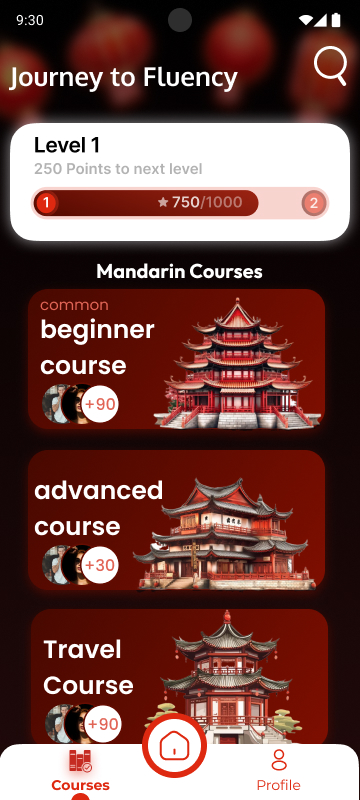 9:30
Journey to Fluency
Level 1
250 Points to next level
1
750/1000
2
Mandarin Courses
common
beginner
course
+90
advanced
course
+30
Travel
Course
+90
Courses
Profile